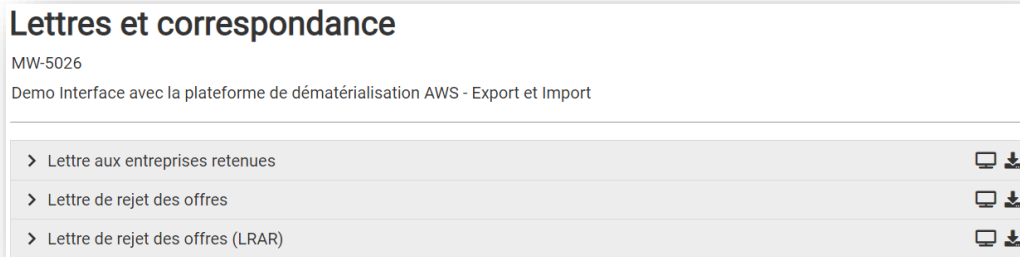 Lettres et correspondance
MW-5026
Demo Interface avec la plateforme de dématérialisation AWS - Export et Import
Lettre aux entreprises retenues
Lettre de rejet des offres
Lettre de rejet des offres (LRAR)